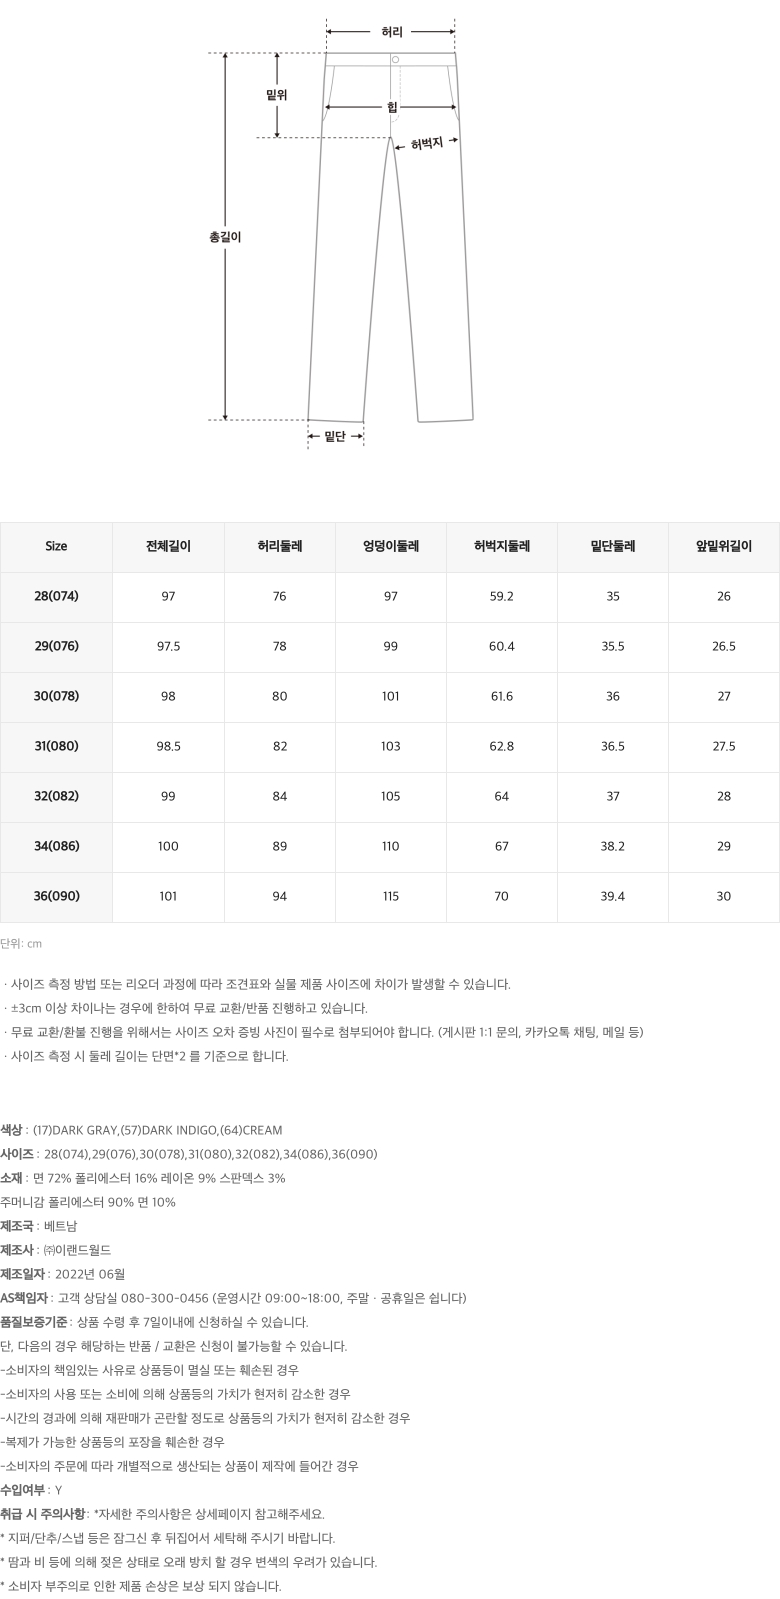 허리
밑위
힙
허벅지
총길이
밑단
Size 전체길이 허리둘레 엉덩이둘레 허벅지둘레 밑단둘레 앞밑위길이
28(074) 97 76 97 59.2 35 26
29(076) 97.5 78 99 60.4 35.5 26.5
30(078) 98 80 101 61.6 36 27
31(080) 98.5 82 103 62.8 36.5 27.5
32(082) 99 84 105 64 37 28
34(086) 100 89 110 67 38.2 29
36(090) 101 94 115 70 39.4 30
단위: cm
· 사이즈 측정 방법 또는 리오더 과정에 따라 조견표와 실물 제품 사이즈에 차이가 발생할 수 있습니다.
· ±3cm 이상 차이나는 경우에 한하여 무료 교환/반품 진행하고 있습니다.
· 무료 교환/환불 진행을 위해서는 사이즈 오차 증빙 사진이 필수로 첨부되어야 합니다. (게시판 1:1 문의, 카카오톡 채팅, 메일 등)
· 사이즈 측정 시 둘레 길이는 단면*2 를 기준으로 합니다.
색상 : (17)DARK GRAY,(57)DARK INDIGO,(64)CREAM
사이즈 : 28(074),29(076),30(078),31(080),32(082),34(086),36(090)
소재 : 면 72% 폴리에스터 16% 레이온 9% 스판덱스 3%
주머니감 폴리에스터 90% 면 10%
제조국 : 베트남
제조사 : ㈜이랜드월드
제조일자 : 2022년 06월
AS책임자 : 고객 상담실 080-300-0456 (운영시간 09:00~18:00, 주말 · 공휴일은 쉽니다)
품질보증기준 : 상품 수령 후 7일이내에 신청하실 수 있습니다.
단, 다음의 경우 해당하는 반품 / 교환은 신청이 불가능할 수 있습니다.
-소비자의 책임있는 사유로 상품등이 멸실 또는 훼손된 경우
-소비자의 사용 또는 소비에 의해 상품등의 가치가 현저히 감소한 경우
-시간의 경과에 의해 재판매가 곤란할 정도로 상품등의 가치가 현저히 감소한 경우
-복제가 가능한 상품등의 포장을 훼손한 경우
-소비자의 주문에 따라 개별적으로 생산되는 상품이 제작에 들어간 경우
수입여부 : Y
취급 시 주의사항 : *자세한 주의사항은 상세페이지 참고해주세요.
* 지퍼/단추/스냅 등은 잠그신 후 뒤집어서 세탁해 주시기 바랍니다.
* 땀과 비 등에 의해 젖은 상태로 오래 방치 할 경우 변색의 우려가 있습니다.
* 소비자 부주의로 인한 제품 손상은 보상 되지 않습니다.